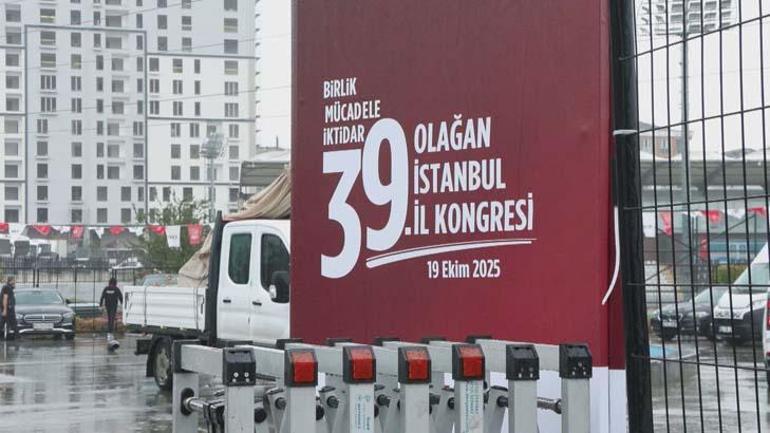 BİRLİK
MÜCADELE
İKTİDAR
39. OLAĞAN
İSTANBUL
İL KONGRESİ
19 Ekim 2025